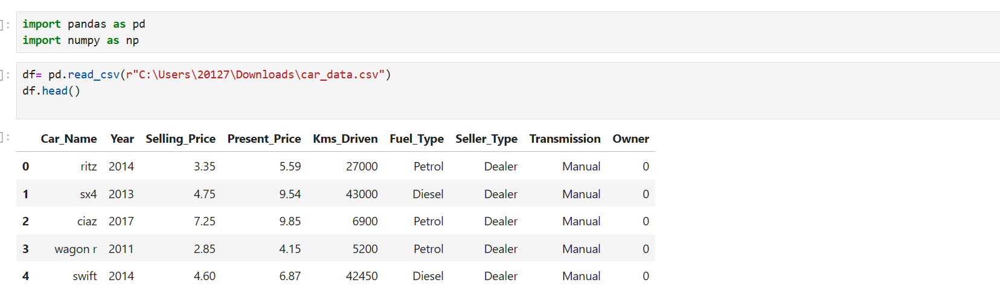 ]: import pandas as pd
import numpy as np
]: df= pd.read_csv(r"C:\Users\20127\Downloads\car_data.csv")
df.head()
]: Car_Name Year Selling_Price Present_Price Kms_Driven Fuel_Type Seller_Type Transmission Owner
0 ritz 2014 3.35 5.59 27000 Petrol Dealer Manual 0
1 sx4 2013 4.75 9.54 43000 Diesel Dealer Manual 0
2 ciaz 2017 7.25 9.85 6900 Petrol Dealer Manual 0
3 wagon r 2011 2.85 4.15 5200 Petrol Dealer Manual 0
4 swift 2014 4.60 6.87 42450 Diesel Dealer Manual 0